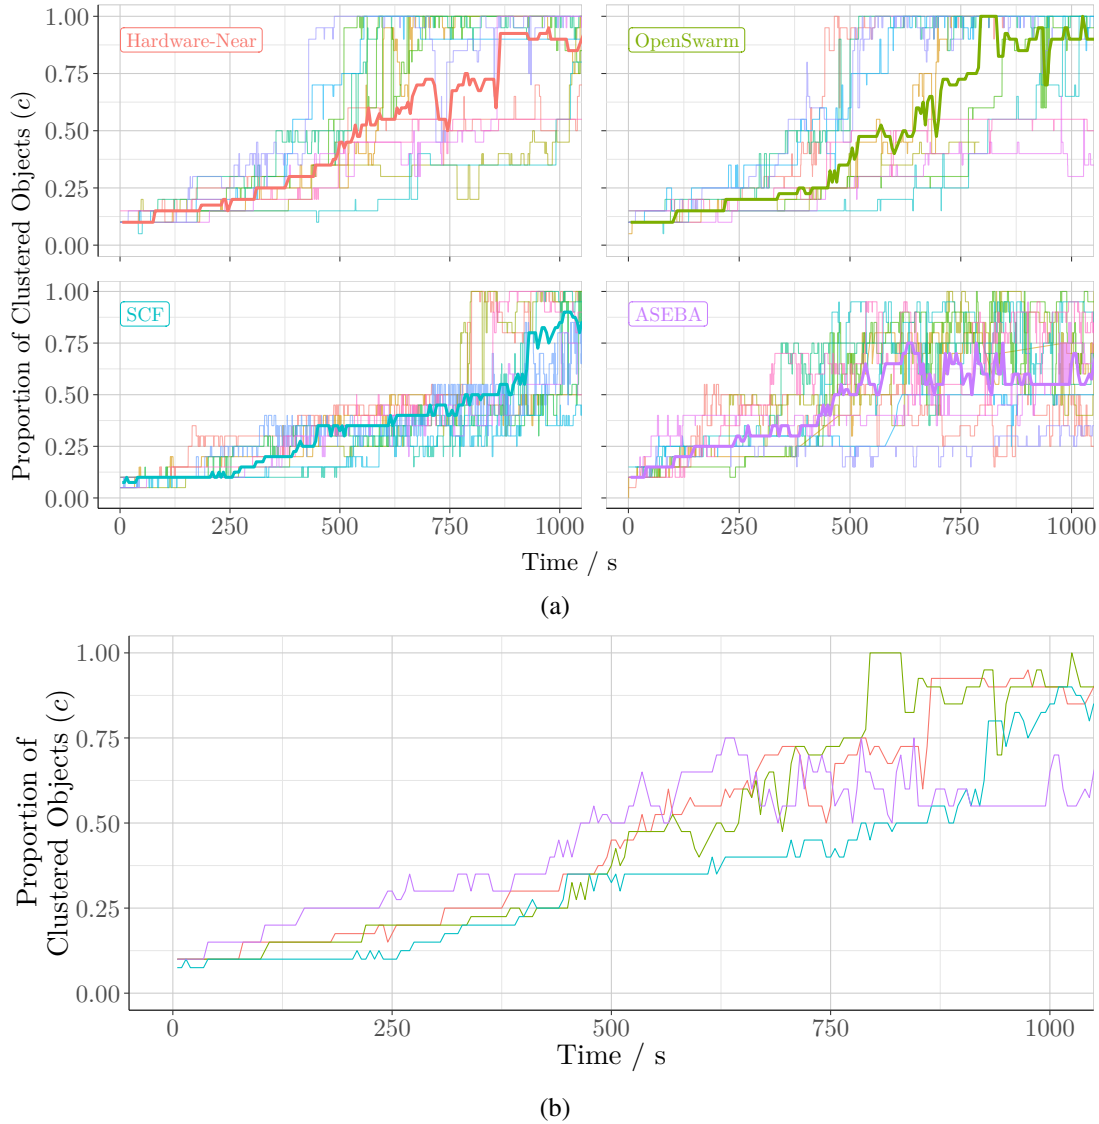 Proportion of Clustered Objects (c)
1.00
0.75
0.50
0.25
0.00
Hardware-Near
OpenSwarm
1.00
0.75
0.50
0.25
0.00
SCF
ASEBA
0 250 500 750 1000
0 250 500 750 1000
Time / s
(a)
Proportion of
Clustered Objects (c)
1.00
0.75
0.50
0.25
0.00
0 250 500 750 1000
Time / s
(b)